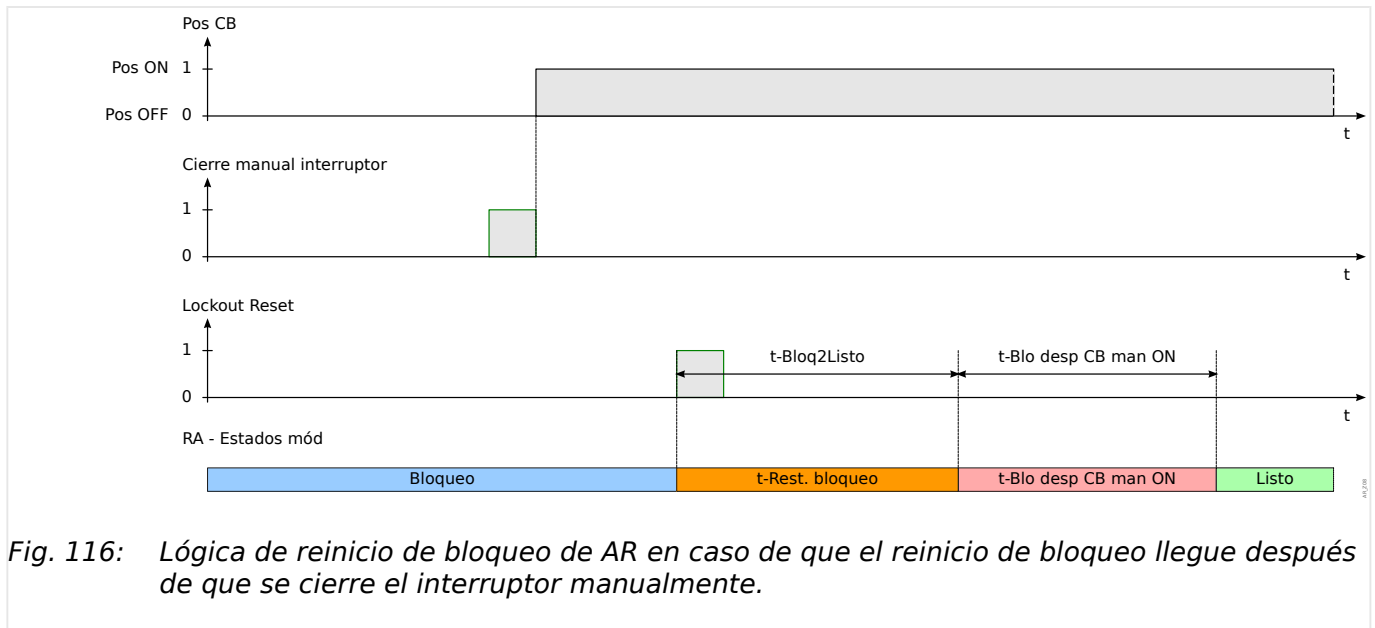 Pos CB
Pos ON 1
Pos OFF 0
t
Cierre manual interruptor
1
0
t
Lockout Reset
1
t-Bloq2Listo t-Blo desp CB man ON
0
t
RA - Estados mód
Bloqueo t-Rest. bloqueo t-Blo desp CB man ON Listo
Fig. 116: Lógica de reinicio de bloqueo de AR en caso de que el reinicio de bloqueo llegue después
de que se cierre el interruptor manualmente.